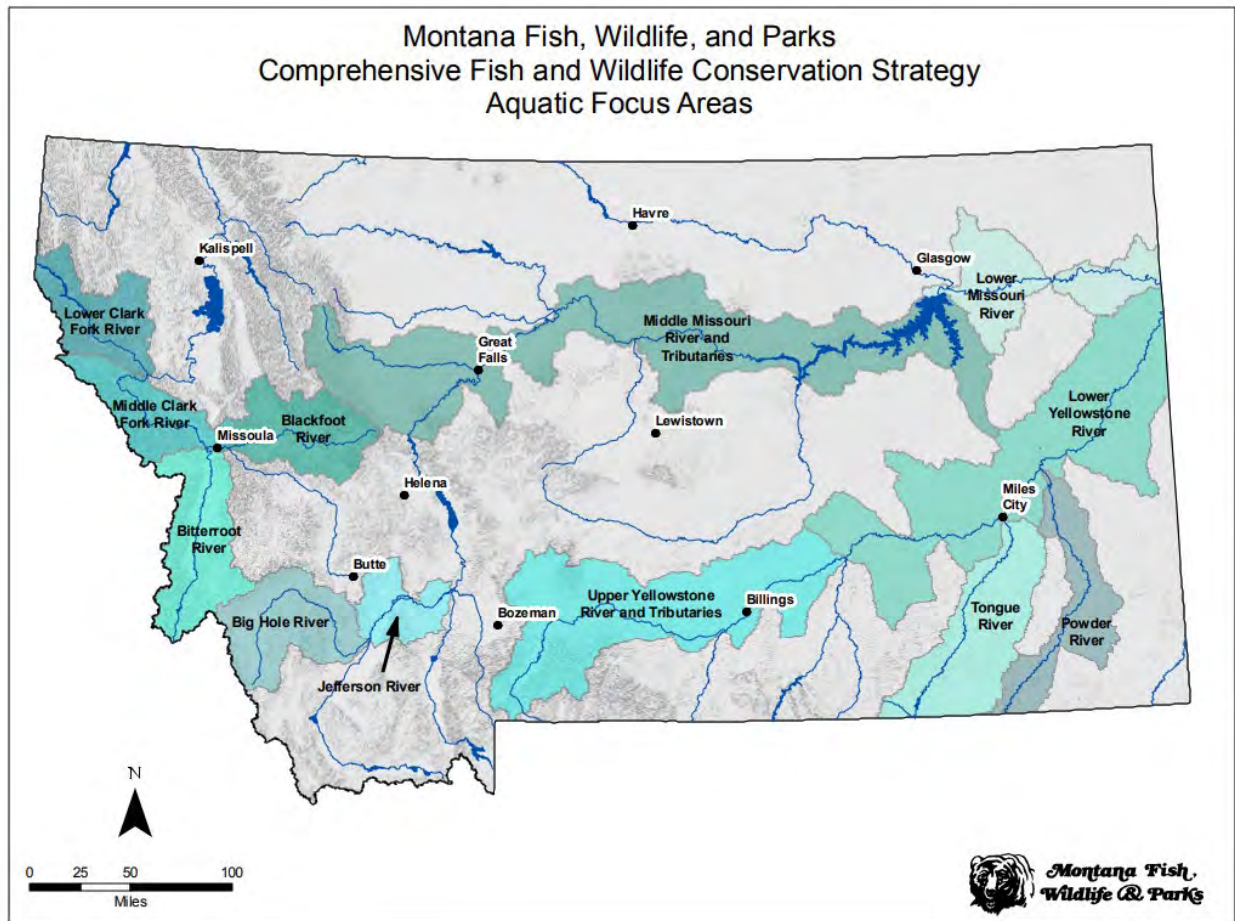 Montana Fish, Wildlife, and Parks
Comprehensive Fish and Wildlife Conservation Strategy
Aquatic Focus Areas
Havre
Kalispell
Glasgow
Lower Clark
Fork River
Lower
Missouri
River
Middle Missouri
River and
Tributaries
Great
Falls
Middle Clark
Fork River
Blackfoot
River
Missoula
Lewistown
Lower
Yellowstone
River
Helena
Miles
City
Bitterroot
River
Butte
Upper Yellowstone
River and Tributaries
Billings
Bozeman
Big Hole River
Tongue
River
Powder
River
Jefferson River
N
0 25 50 100
Miles
Montana Fish,
Wildlife & Parks